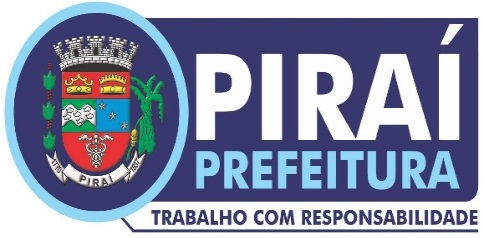 PIRAÍ
PREFEITURA
TRABALHO COM RESPONSABILIDADE
PIRAÍ